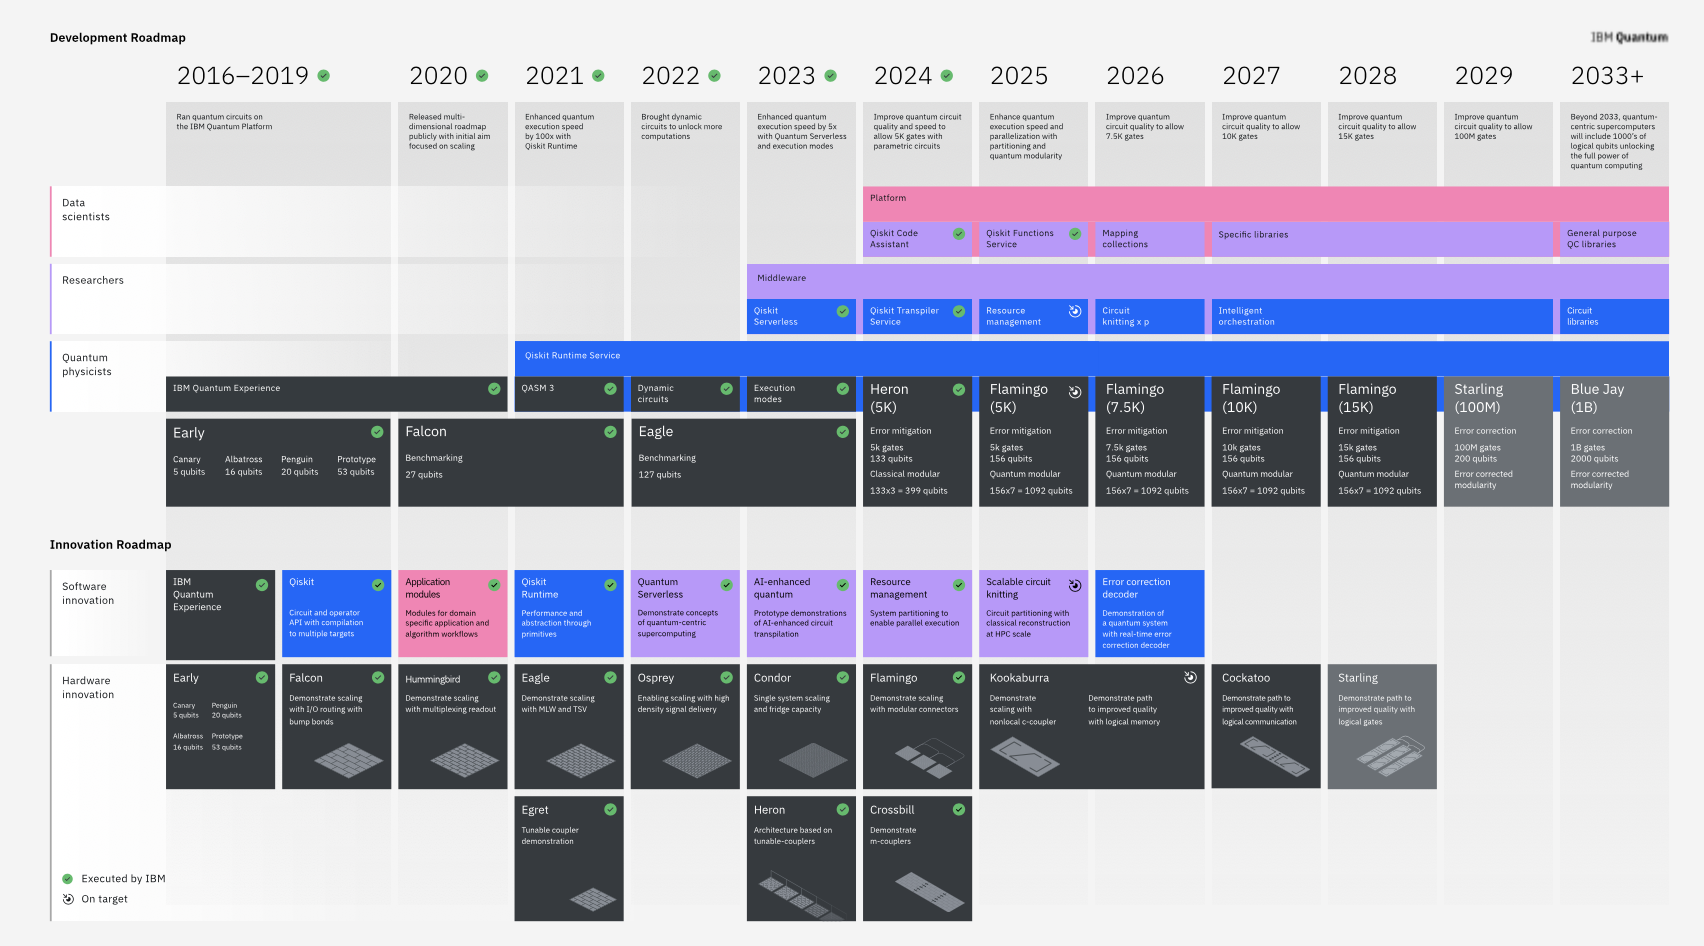 Development Roadmap
IBM Quantum
2016–2019
2020
2021
2022
2023
2024
2025
2026
2027
2028
2029
2033+
Ran quantum circuits on
the IBM Quantum Platform
Released multi-
dimensional roadmap
publicly with initial aim
focused on scaling
Enhanced quantum
execution speed
by 100x with
Qiskit Runtime
Brought dynamic
circuits to unlock more
computations
Enhanced quantum
execution speed by 5x
with Quantum Serverless
and execution modes
Improve quantum circuit
quality and speed to
allow 5K gates with
parametric circuits
Enhance quantum
execution speed and
parallelization with
partitioning and
quantum modularity
Improve quantum
circuit quality to allow
7.5K gates
Improve quantum
circuit quality to allow
10K gates
Improve quantum
circuit quality to allow
15K gates
Improve quantum
circuit quality to allow
100M gates
Beyond 2033, quantum-
centric supercomputers
will include 1000's of
logical qubits unlocking
the full power of
quantum computing
Data
scientists
Platform
Qiskit Code
Assistant
Qiskit Functions
Service
Mapping
collections
Specific libraries
General purpose
QC libraries
Researchers
Middleware
Qiskit
Serverless
Qiskit Transpiler
Service
Resource
management
Circuit
knitting x p
Intelligent
orchestration
Circuit
libraries
Quantum
physicists
Qiskit Runtime Service
IBM Quantum Experience
QASM 3
Dynamic
circuits
Execution
modes
Early
Canary
5 qubits
Albatross
16 qubits
Penguin
20 qubits
Prototype
53 qubits
Falcon
Benchmarking
27 qubits
Eagle
Benchmarking
127 qubits
Heron
(5K)
Error mitigation
5k gates
133 qubits
Classical modular
133x3 = 399 qubits
Flamingo
(5K)
Error mitigation
5k gates
156 qubits
Quantum modular
156x7 = 1092 qubits
Flamingo
(7.5K)
Error mitigation
7.5k gates
156 qubits
Quantum modular
156x7 = 1092 qubits
Flamingo
(10K)
Error mitigation
10k gates
156 qubits
Quantum modular
156x7 = 1092 qubits
Flamingo
(15K)
Error mitigation
15k gates
156 qubits
Quantum modular
156x7 = 1092 qubits
Starling
(100M)
Error correction
100M gates
200 qubits
Error corrected
modularity
Blue Jay
(1B)
Error correction
1B gates
2000 qubits
Error corrected
modularity
Innovation Roadmap
Software
innovation
IBM
Quantum
Experience
Qiskit
Circuit and operator
API with compilation
to multiple targets
Application
modules
Modules for domain
specific application and
algorithm workflows
Qiskit
Runtime
Performance and
abstraction through
primitives
Quantum
Serverless
Demonstrate concepts
of quantum-centric
supercomputing
AI-enhanced
quantum
Prototype demonstrations
of AI-enhanced circuit
transpilation
Resource
management
System partitioning to
enable parallel execution
Scalable circuit
knitting
Circuit partitioning with
classical reconstruction
at HPC scale
Error correction
decoder
Demonstration of
a quantum system
with real-time error
correction decoder
Hardware
innovation
Early
Canary
5 qubits
Penguin
20 qubits
Albatross
16 qubits
Prototype
53 qubits
Falcon
Demonstrate scaling
with I/O routing with
bump bonds
Hummingbird
Demonstrate scaling
with multiplexing readout
Eagle
Demonstrate scaling
with MLW and TSV
Osprey
Enabling scaling with high
density signal delivery
Condor
Single system scaling
and fridge capacity
Flamingo
Demonstrate scaling
with modular connectors
Kookaburra
Demonstrate
scaling with
nonlocal c-coupler
Demonstrate path
to improved quality
with logical memory
Cockatoo
Demonstrate path to
improved quality with
logical communication
Starling
Demonstrate path to
improved quality with
logical gates
Egret
Tunable coupler
demonstration
Heron
Architecture based on
tunable-couplers
Crossbill
Demonstrate
m-couplers
Executed by IBM
On target